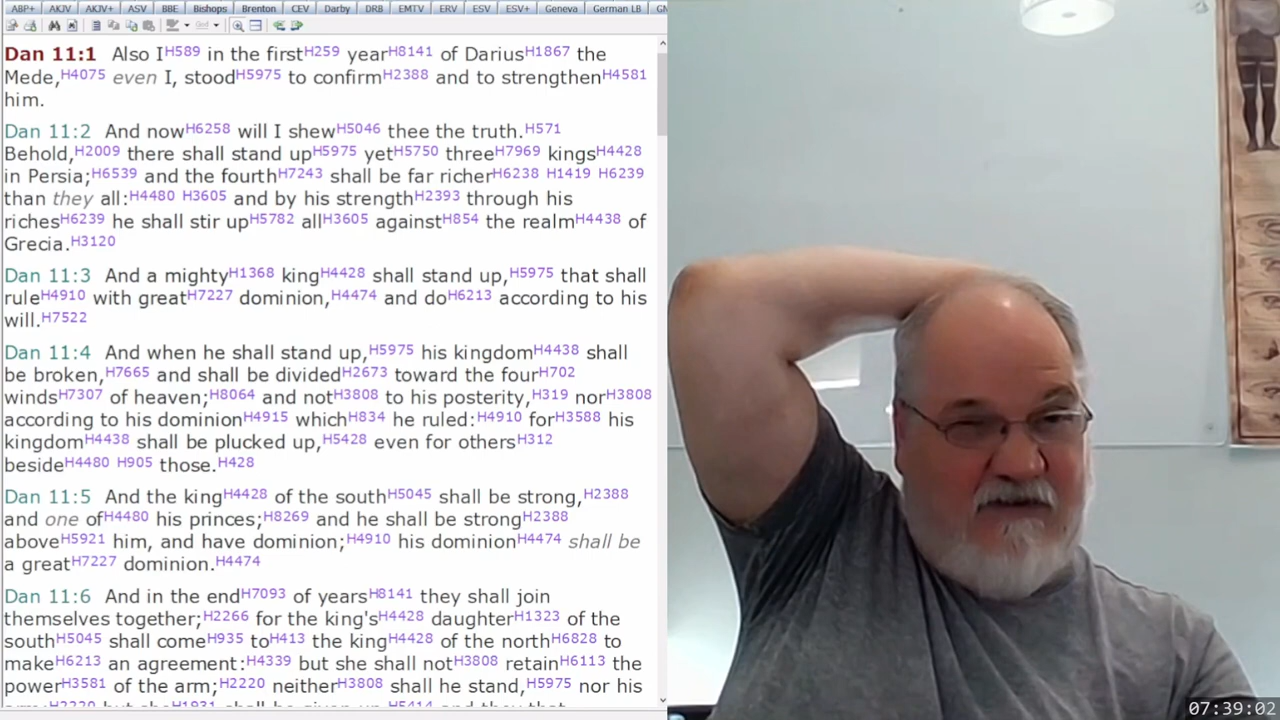 ABP+ AKJV AKJV+ ASV BBE Bishops Brenton CEV Darby DRB EMTV ERV ESV ESV+ Geneva German LB
Dan 11:1 Also IH589 in the firstH259 yearH8141 of DariusH1867 the
Mede,H4075 even I, stoodH5975 to confirmH2388 and to strengthenH4581
him.
Dan 11:2 And nowH6258 will I shewH5046 thee the truth.H571
Behold,H2009 there shall stand upH5975 yetH5750 threeH7969 kingsH4428
in Persia;H6539 and the fourthH7243 shall be far richerH6238 H1419 H6239
than they all:H4480 H3605 and by his strengthH2393 through his
richesH6239 he shall stir upH5782 allH3605 againstH854 the realmH4438 of
Grecia.H3120
Dan 11:3 And a mightyH1368 kingH4428 shall stand up,H5975 that shall
ruleH4910 with greatH7227 dominion,H4474 and doH6213 according to his
will.H7522
Dan 11:4 And when he shall stand up,H5975 his kingdomH4438 shall
be broken,H7665 and shall be dividedH2673 toward the fourH702
windsH7307 of heaven;H8064 and notH3808 to his posterity,H319 norH3808
according to his dominionH4915 whichH834 he ruled:H4910 forH3588 his
kingdomH4438 shall be plucked up,H5428 even for othersH312
besideH4480 H905 those.H428
Dan 11:5 And the kingH4428 of the southH5045 shall be strong,H2388
and one ofH4480 his princes;H8269 and he shall be strongH2388
aboveH5921 him, and have dominion;H4910 his dominionH4474 shall be
a greatH7227 dominion.H4474
Dan 11:6 And in the endH7093 of yearsH8141 they shall join
themselves together;H2266 for the king'sH4428 daughterH1323 of the
southH5045 shall comeH935 toH413 the kingH4428 of the northH6828 to
makeH6213 an agreement:H4339 but she shall notH3808 retainH6113 the
powerH3581 of the arm;H2220 neitherH3808 shall he stand,H5975 nor his
07:39:02